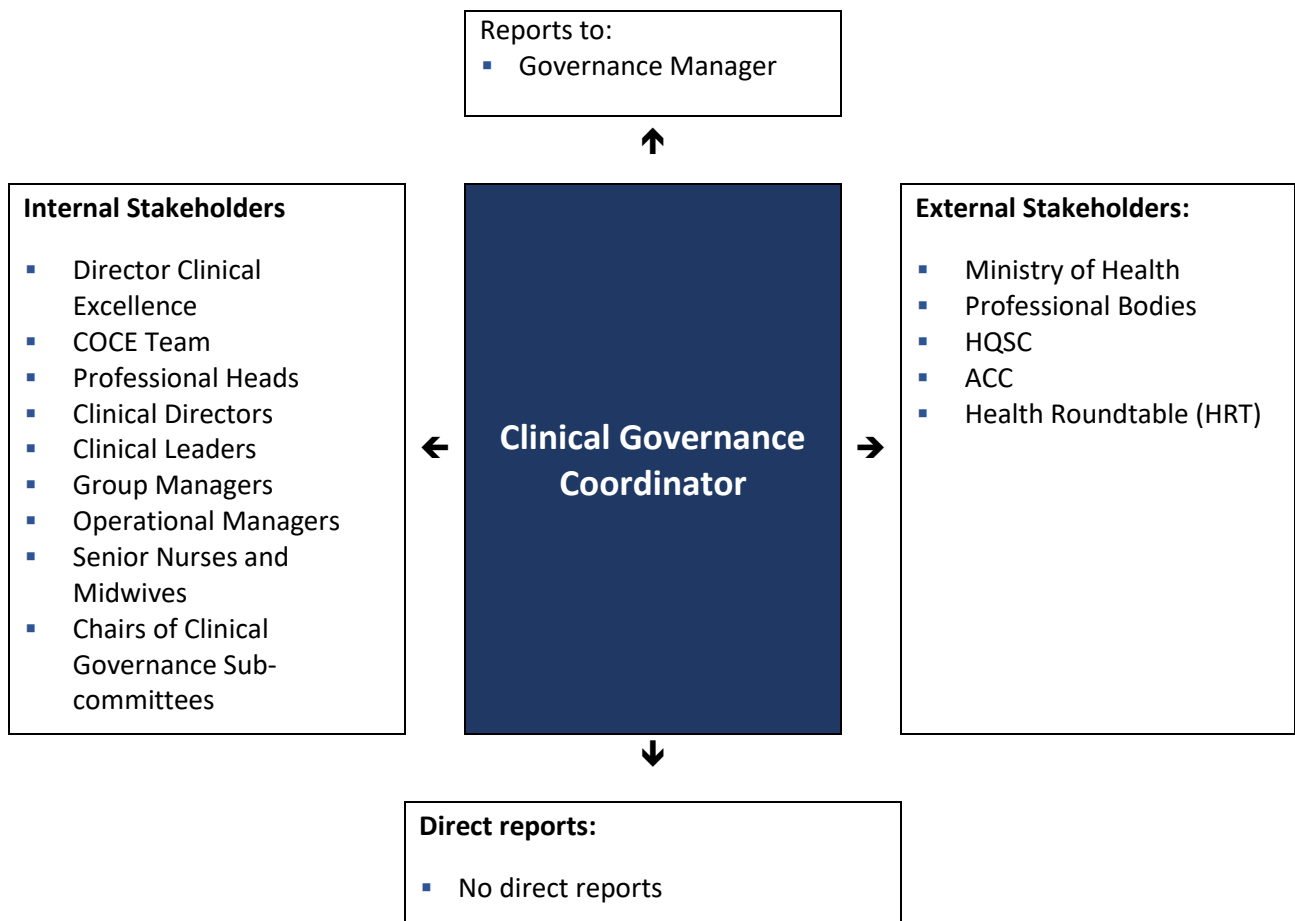 Reports to:
▪ Governance Manager
Internal Stakeholders
▪ Director Clinical
Excellence
▪ COCE Team
▪ Professional Heads
▪ Clinical Directors
▪ Clinical Leaders
▪ Group Managers
▪ Operational Managers
▪ Senior Nurses and
Midwives
▪ Chairs of Clinical
Governance Sub-
committees
Clinical Governance
Coordinator
External Stakeholders:
▪ Ministry of Health
▪ Professional Bodies
▪ HQSC
▪ ACC
▪ Health Roundtable (HRT)
Direct reports:
▪ No direct reports